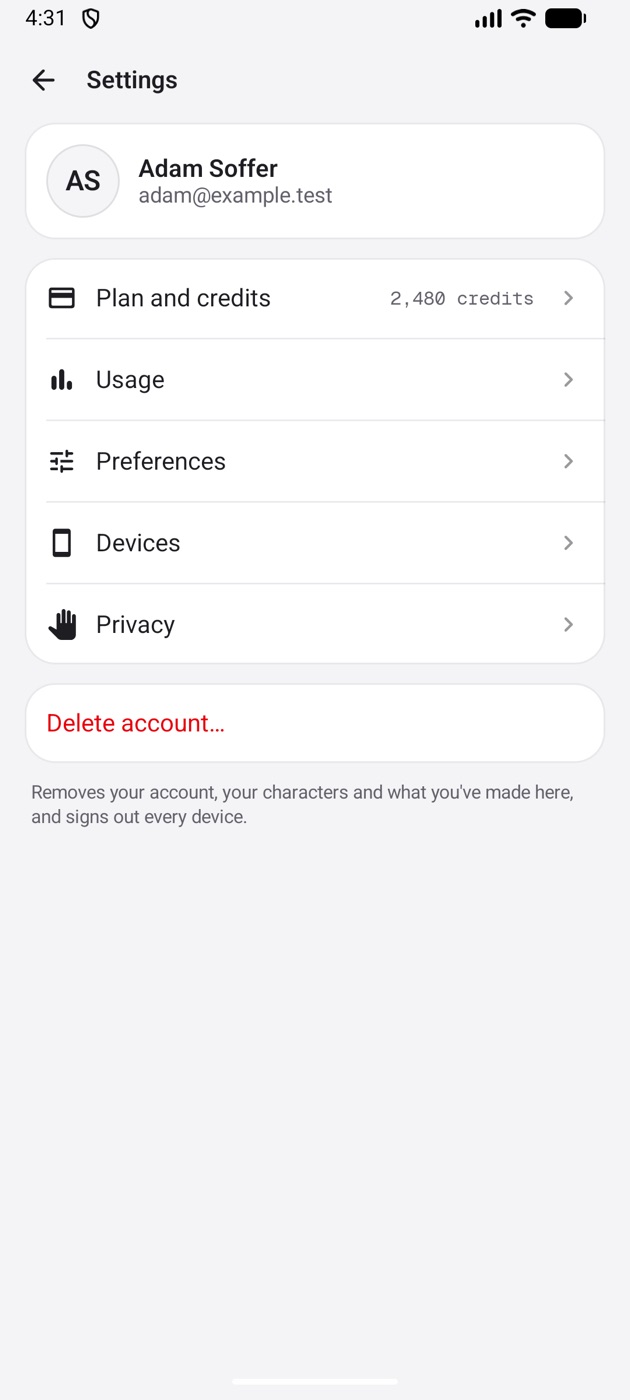 4:31
Settings
AS
Adam Soffer
adam@example.test
Plan and credits 2,480 credits
Usage
Preferences
Devices
Privacy
Delete account...
Removes your account, your characters and what you've made here,
and signs out every device.